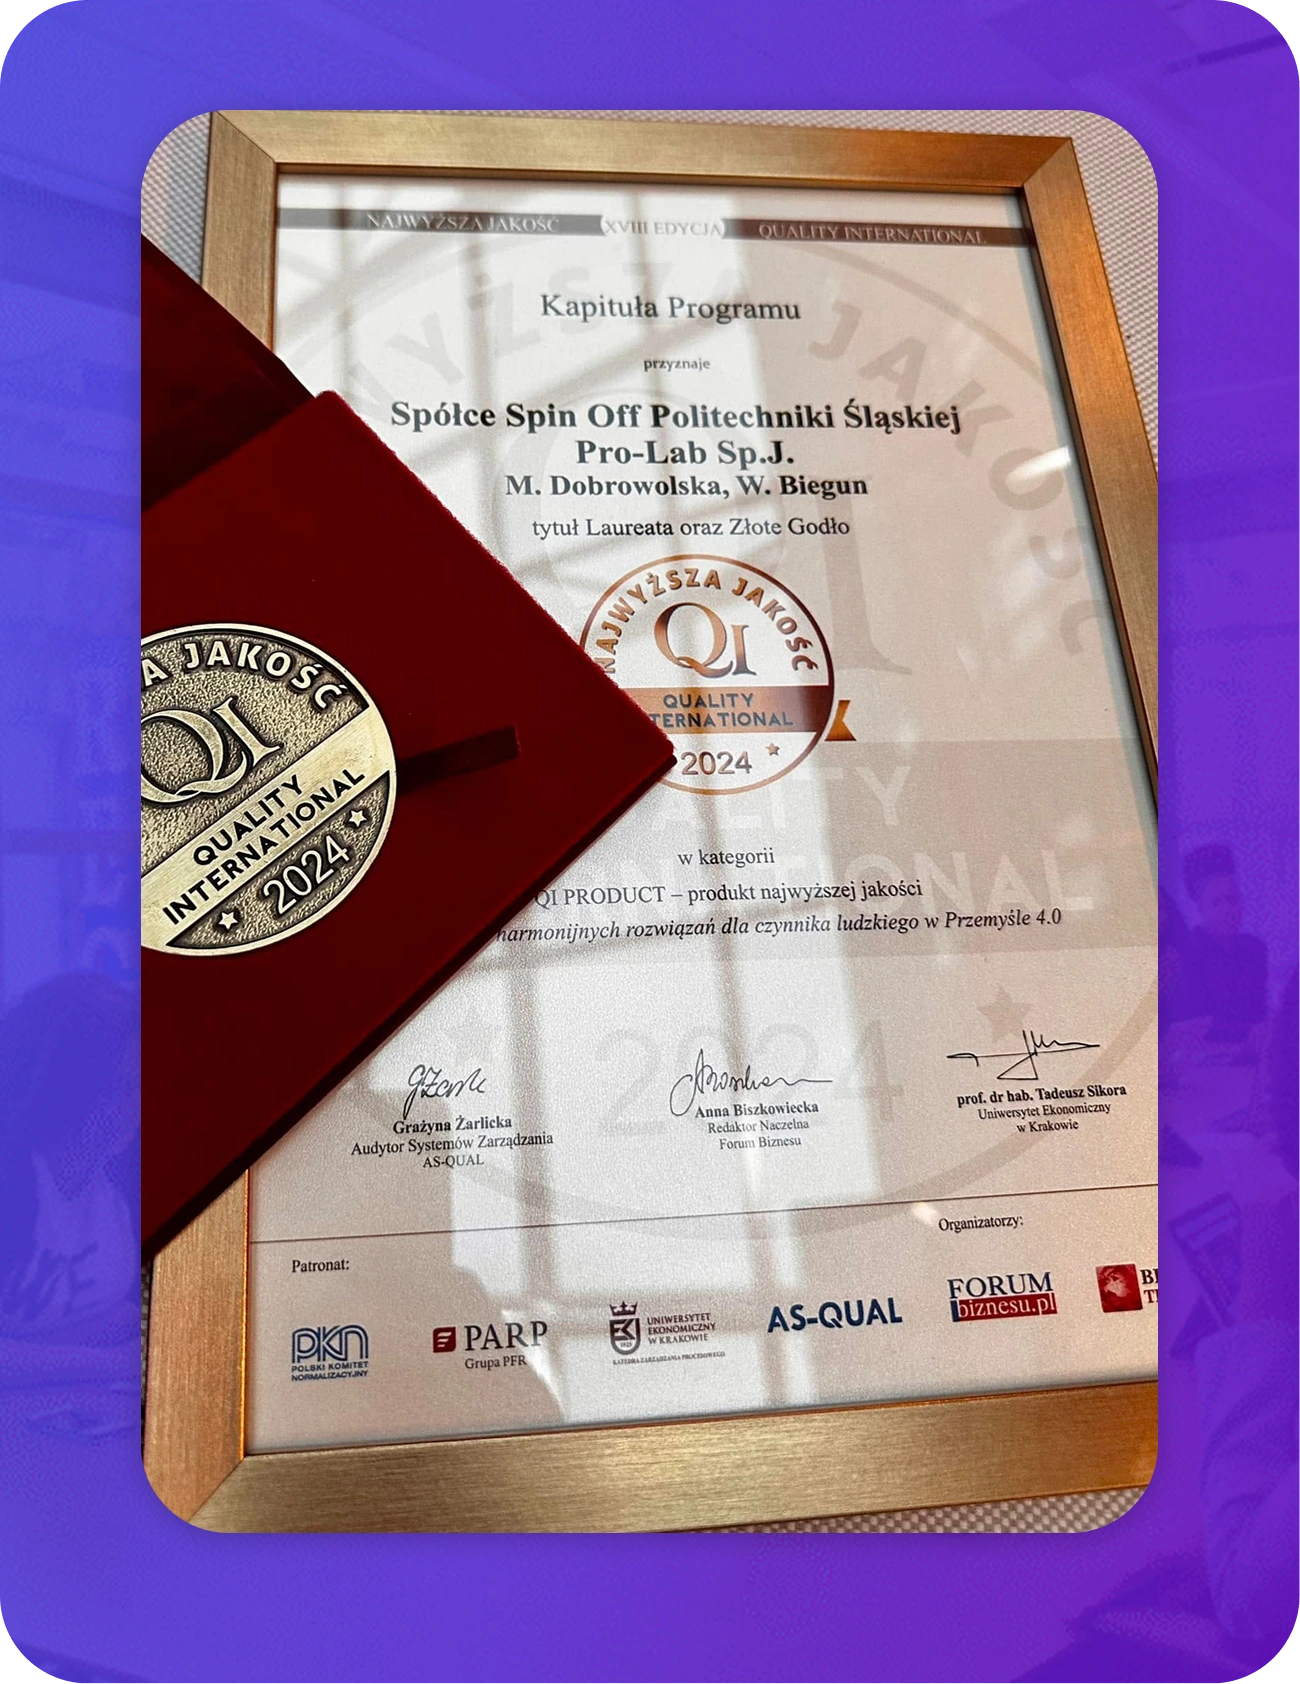 NAJWYŻSZA JAKOŚĆ XVIII EDYCJA QUALITY INTERNATIONAL
Kapituła Programu
przyznaje
Spółce Spin Off Politechniki Śląskiej
Pro-Lab Sp.J.
M. Dobrowolska, W. Biegun
tytuł Laureata oraz Złote Godło
NAJWYŻSZA JAKOŚĆ
QI
QUALITY
TERNATIONAL
2024
A JAKOŚĆ
QI
QUALITY
INTERNATIONAL
2024
w kategorii
QI PRODUCT – produkt najwyższej jakości
harmonijnych rozwiązań dla czynnika ludzkiego w Przemyśle 4.0
Grażyna Żarlicka
Audytor Systemów Zarządzania
AS-QUAL
Anna Biszkowiecka
Redaktor Naczelna
Forum Biznesu
prof. dr hab. Tadeusz Sikora
Uniwersytet Ekonomiczny
w Krakowie
Patronat:
Organizatorzy:
PKN
POLSKI KOMITET
NORMALIZACYJNY
PARP
Grupa PFR
UNIWERSYTET
EKONOMICZNY
W KRAKOWIE
KATEDRA ZARZĄDZANIA PROCESOWEGO
AS-QUAL
FORUM
biznesu.pl